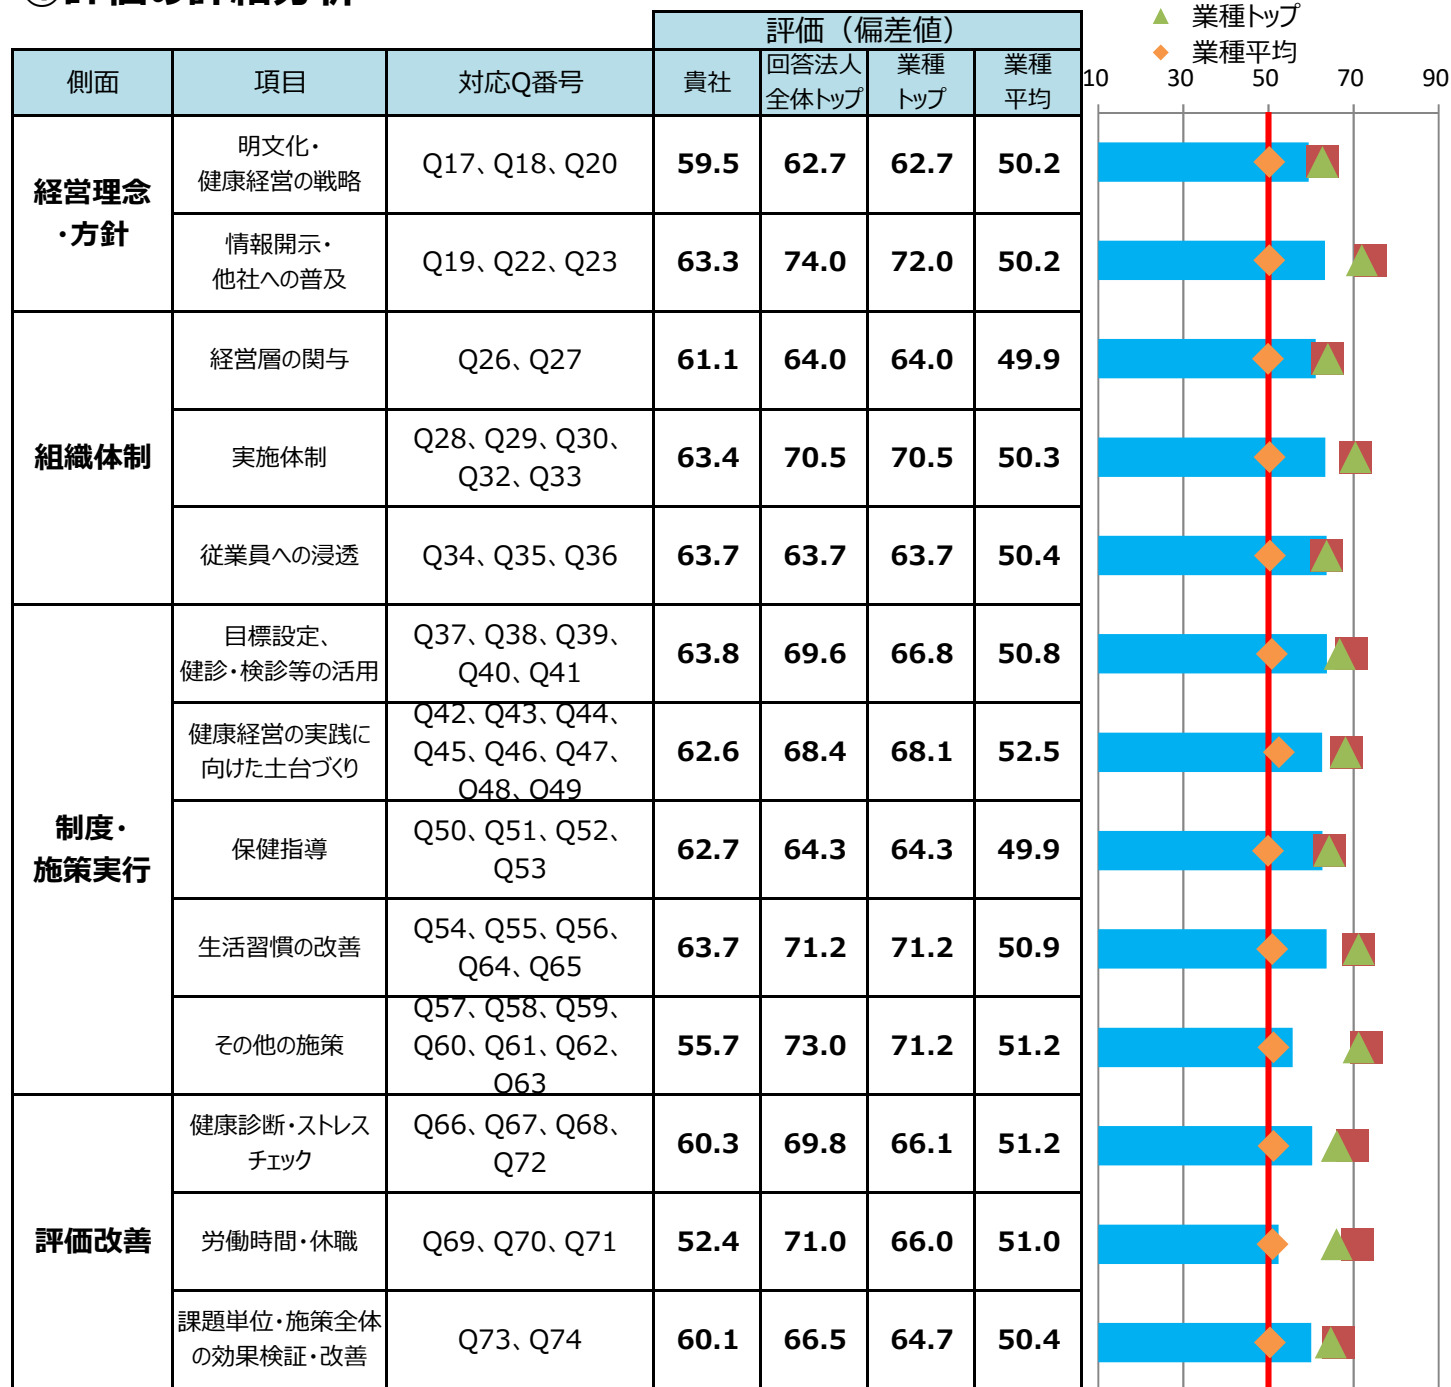 評価（偏差値）
▲ 業種トップ
◆ 業種平均
側面 項目 対応Q番号 貴社 回答法人 業種 業種
全体トップ トップ 平均
10 30 50 70 90
経営理念
・方針
明文化・
健康経営の戦略
Q17、Q18、Q20
59.5 62.7 62.7 50.2
情報開示・
他社への普及
Q19、Q22、Q23
63.3 74.0 72.0 50.2
組織体制
経営層の関与
Q26、Q27
61.1 64.0 64.0 49.9
実施体制
Q28、Q29、Q30、
Q32、Q33
63.4 70.5 70.5 50.3
従業員への浸透
Q34、Q35、Q36
63.7 63.7 63.7 50.4
制度・
施策実行
目標設定、
健診・検診等の活用
Q37、Q38、Q39、
Q40、Q41
63.8 69.6 66.8 50.8
健康経営の実践に
向けた土台づくり
Q42、Q43、Q44、
Q45、Q46、Q47、
Q48、Q49
62.6 68.4 68.1 52.5
保健指導
Q50、Q51、Q52、
Q53
62.7 64.3 64.3 49.9
生活習慣の改善
Q54、Q55、Q56、
Q64、Q65
63.7 71.2 71.2 50.9
その他の施策
Q57、Q58、Q59、
Q60、Q61、Q62、
Q63
55.7 73.0 71.2 51.2
評価改善
健康診断・ストレス
チェック
Q66、Q67、Q68、
Q72
60.3 69.8 66.1 51.2
労働時間・休職
Q69、Q70、Q71
52.4 71.0 66.0 51.0
課題単位・施策全体
の効果検証・改善
Q73、Q74
60.1 66.5 64.7 50.4